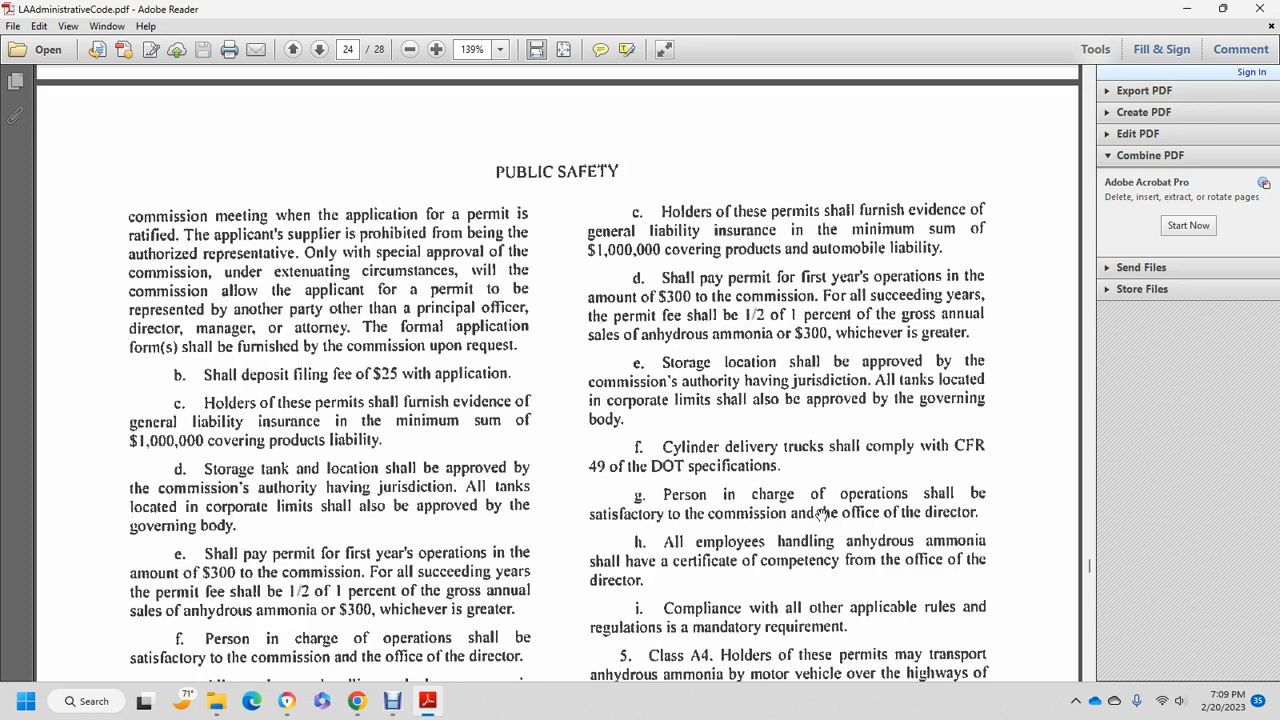 LAAdministrativeCode.pdf - Adobe Reader
File Edit View Window Help
Open 24 / 28 139% Tools Fill & Sign Comment
Sign In
Export PDF
Create PDF
Edit PDF
Combine PDF
Adobe Acrobat Pro
Delete, insert, extract, or rotate pages
Start Now
Send Files
Store Files
PUBLIC SAFETY
commission meeting when the application for a permit is
ratified. The applicant's supplier is prohibited from being the
authorized representative. Only with special approval of the
commission, under extenuating circumstances, will the
commission allow the applicant for a permit to be
represented by another party other than a principal officer,
director, manager, or attorney. The formal application
form(s) shall be furnished by the commission upon request.
b. Shall deposit filing fee of $25 with application.
c. Holders of these permits shall furnish evidence of
general liability insurance in the minimum sum of
$1,000,000 covering products liability.
d. Storage tank and location shall be approved by
the commission's authority having jurisdiction. All tanks
located in corporate limits shall also be approved by the
governing body.
e. Shall pay permit for first year's operations in the
amount of $300 to the commission. For all succeeding years
the permit fee shall be 1/2 of 1 percent of the gross annual
sales of anhydrous ammonia or $300, whichever is greater.
f. Person in charge of operations shall be
satisfactory to the commission and the office of the director.
c. Holders of these permits shall furnish evidence of
general liability insurance in the minimum sum of
$1,000,000 covering products and automobile liability.
d. Shall pay permit for first year's operations in the
amount of $300 to the commission. For all succeeding years,
the permit fee shall be 1/2 of 1 percent of the gross annual
sales of anhydrous ammonia or $300, whichever is greater.
e. Storage location shall be approved by the
commission's authority having jurisdiction. All tanks located
in corporate limits shall also be approved by the governing
body.
f. Cylinder delivery trucks shall comply with CFR
49 of the DOT specifications.
g. Person in charge of operations shall be
satisfactory to the commission and the office of the director.
h. All employees handling anhydrous ammonia
shall have a certificate of competency from the office of the
director.
i. Compliance with all other applicable rules and
regulations is a mandatory requirement.
5. Class A4. Holders of these permits may transport
anhydrous ammonia by motor vehicle over the highways of
Search
71°
7:09 PM
2/20/2023
35